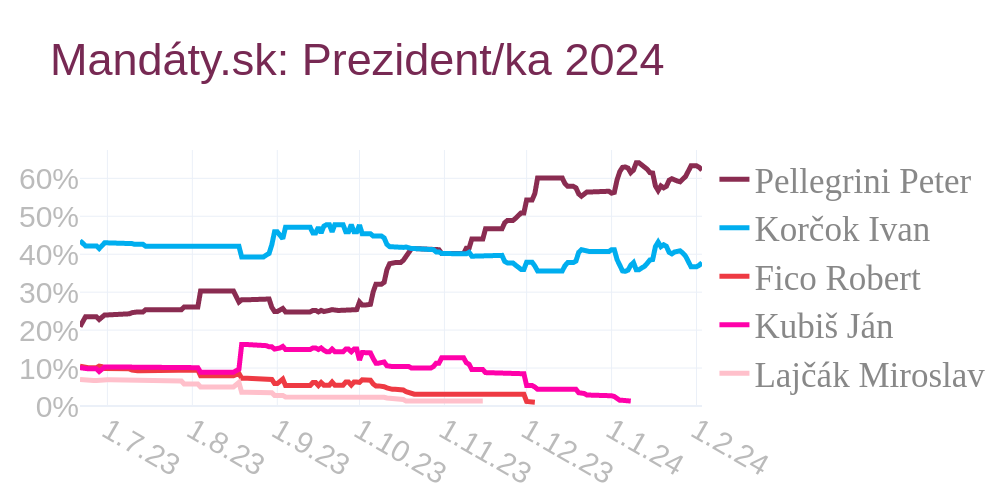 Mandáty.sk: Prezident/ka 2024
60%
50%
40%
30%
20%
10%
0%
1.7.23
1.8.23
1.9.23
1.10.23
1.11.23
1.12.23
1.1.24
1.2.24
Pellegrini Peter
Korčok Ivan
Fico Robert
Kubiš Ján
Lajčák Miroslav